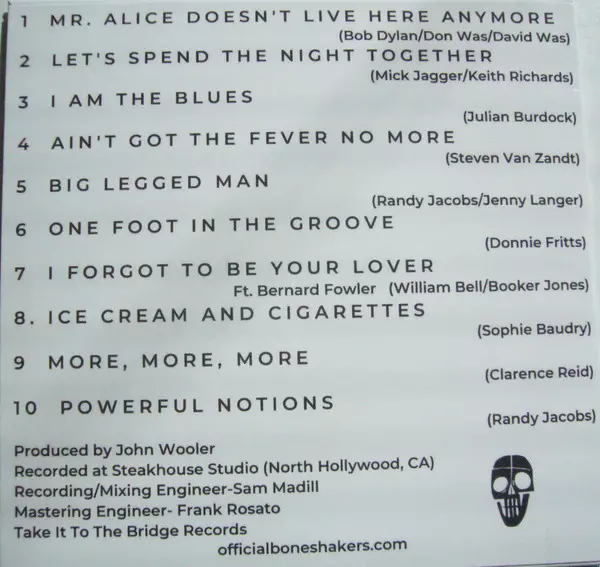 1 MR. ALICE DOESN'T LIVE HERE ANYMORE
(Bob Dylan/Don Was/David Was)
2 LET'S SPEND THE NIGHT TOGETHER
(Mick Jagger/Keith Richards)
3 I AM THE BLUES
(Julian Burdock)
4 AIN'T GOT THE FEVER NO MORE
(Steven Van Zandt)
5 BIG LEGGED MAN
(Randy Jacobs/Jenny Langer)
6 ONE FOOT IN THE GROOVE
(Donnie Fritts)
7 I FORGOT TO BE YOUR LOVER
Ft. Bernard Fowler (William Bell/Booker Jones)
8. ICE CREAM AND CIGARETTES
(Sophie Baudry)
9 MORE, MORE, MORE
(Clarence Reid)
10 POWERFUL NOTIONS
(Randy Jacobs)
Produced by John Wooler
Recorded at Steakhouse Studio (North Hollywood, CA)
Recording/Mixing Engineer-Sam Madill
Mastering Engineer- Frank Rosato
Take It To The Bridge Records
officialboneshakers.com